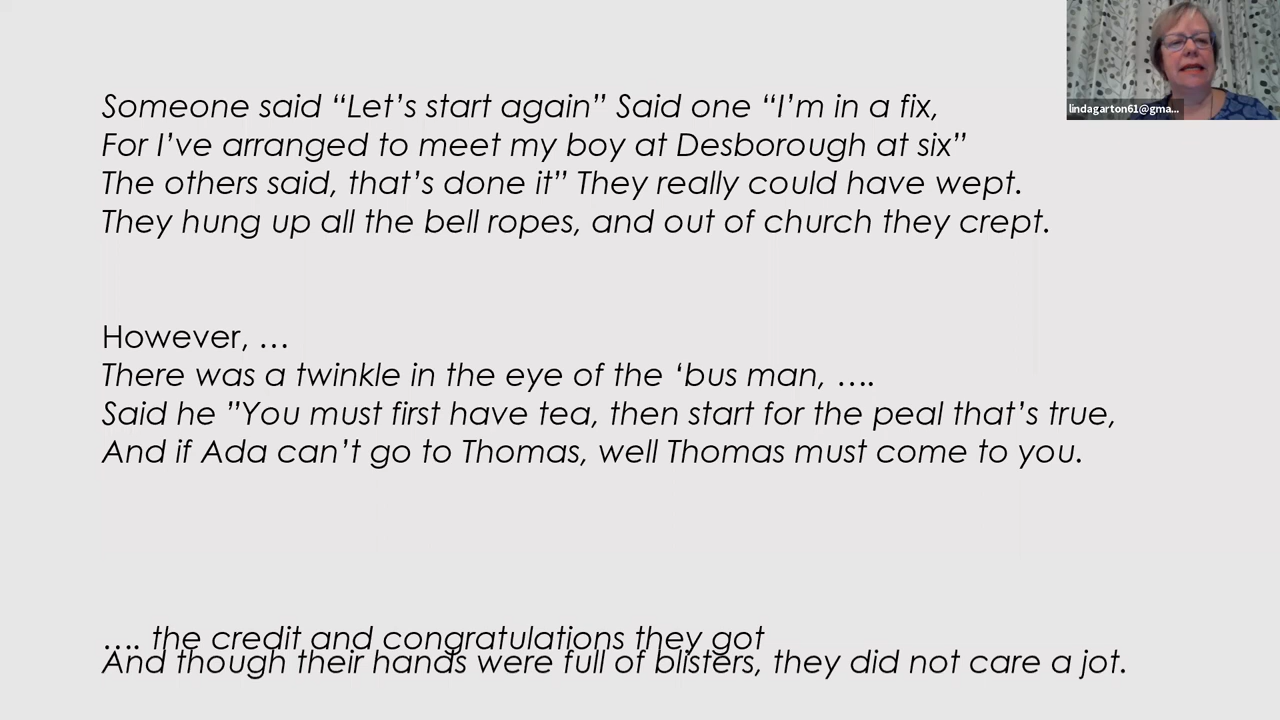 lindagarton61@gma...
Someone said “Let’s start again” Said one “I’m in a fix,
For I’ve arranged to meet my boy at Desborough at six”
The others said, that’s done it” They really could have wept.
They hung up all the bell ropes, and out of church they crept.
However, …
There was a twinkle in the eye of the ‘bus man, ….
Said he ”You must first have tea, then start for the peal that’s true,
And if Ada can’t go to Thomas, well Thomas must come to you.
…. the credit and congratulations they got
And though their hands were full of blisters, they did not care a jot.